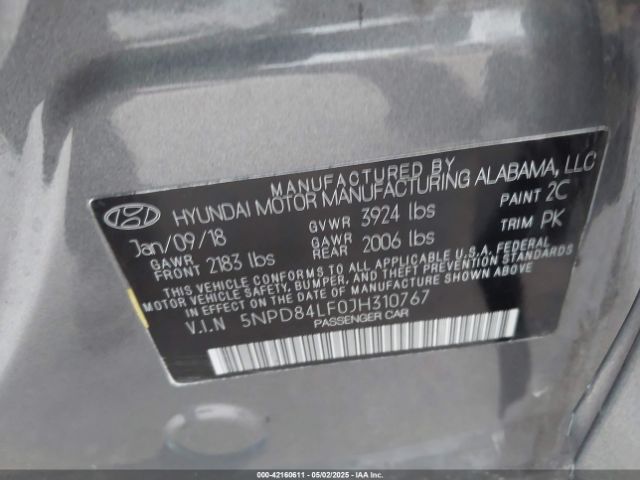 MANUFACTURED BY
HYUNDAI MOTOR MANUFACTURING ALABAMA, LLC
Jan/09/18 GVWR 3924 lbs PAINT 2C
GAWR FRONT 2183 lbs GAWR REAR 2006 lbs TRIM PK
THIS VEHICLE CONFORMS TO ALL APPLICABLE U.S.A. FEDERAL
MOTOR VEHICLE SAFETY, BUMPER, AND THEFT PREVENTION STANDARDS
IN EFFECT ON THE DATE OF MANUFACTURE SHOWN ABOVE
V.I.N 5NPD84LF0JH310767
PASSENGER CAR
000-42160611 - 05/02/2025 - IAAI.COM